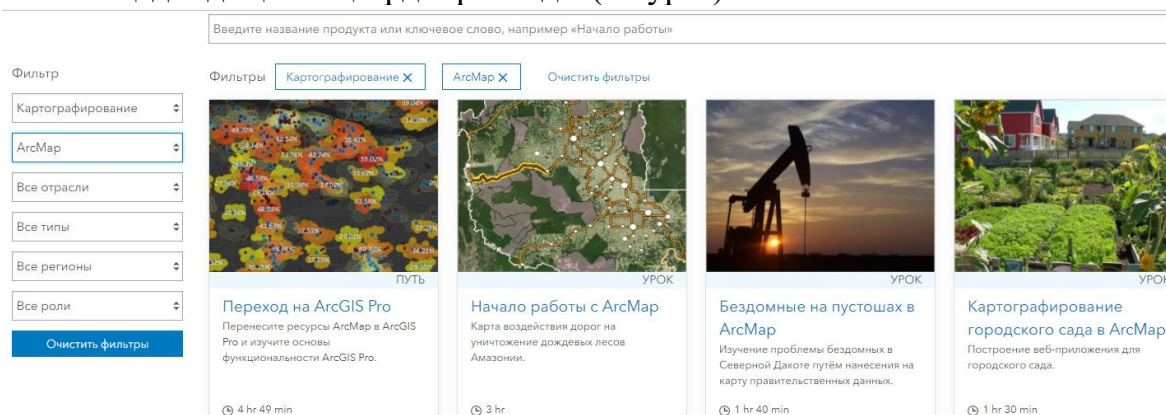 Введите название продукта или ключевое слово, например «Начало работы»
Фильтр
Фильтры Картографирование ✕ ArcMap ✕ Очистить фильтры
Картографирование
ArcMap
Все отрасли
Все типы
Все регионы
Все роли
Очистить фильтры
ПУТЬ
Переход на ArcGIS Pro
Перенесите ресурсы ArcMap в ArcGIS
Pro и изучите основы
функциональности ArcGIS Pro.
4 hr 49 min
УРОК
Начало работы с ArcMap
Карта воздействия дорог на
уничтожение дождевых лесов
Амазонии.
3 hr
УРОК
Бездомные на пустошах в
ArcMap
Изучение проблемы бездомных в
Северной Дакоте путём нанесения на
карту правительственных данных.
1 hr 40 min
Картографирование
городского сада в ArcMap
Построение веб-приложения для
городского сада.
1 hr 30 min